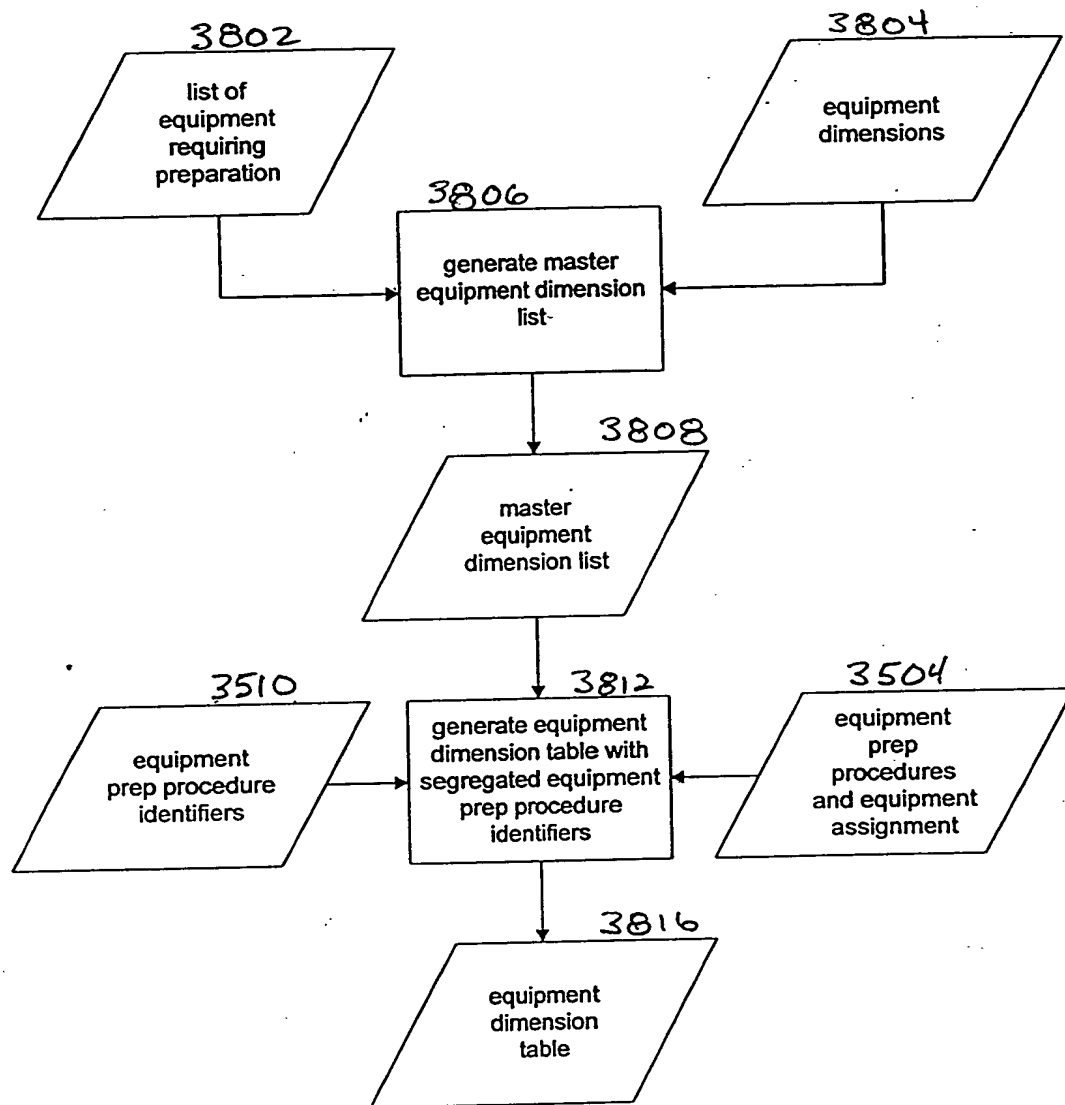 3802
list of
equipment
requiring
preparation
3804
equipment
dimensions
3806
generate master
equipment dimension
list
3808
master
equipment
dimension list
3510
equipment
prep procedure
identifiers
3812
generate equipment
dimension table with
segregated equipment
prep procedure
identifiers
3504
equipment
prep
procedures
and equipment
assignment
3816
equipment
dimension
table